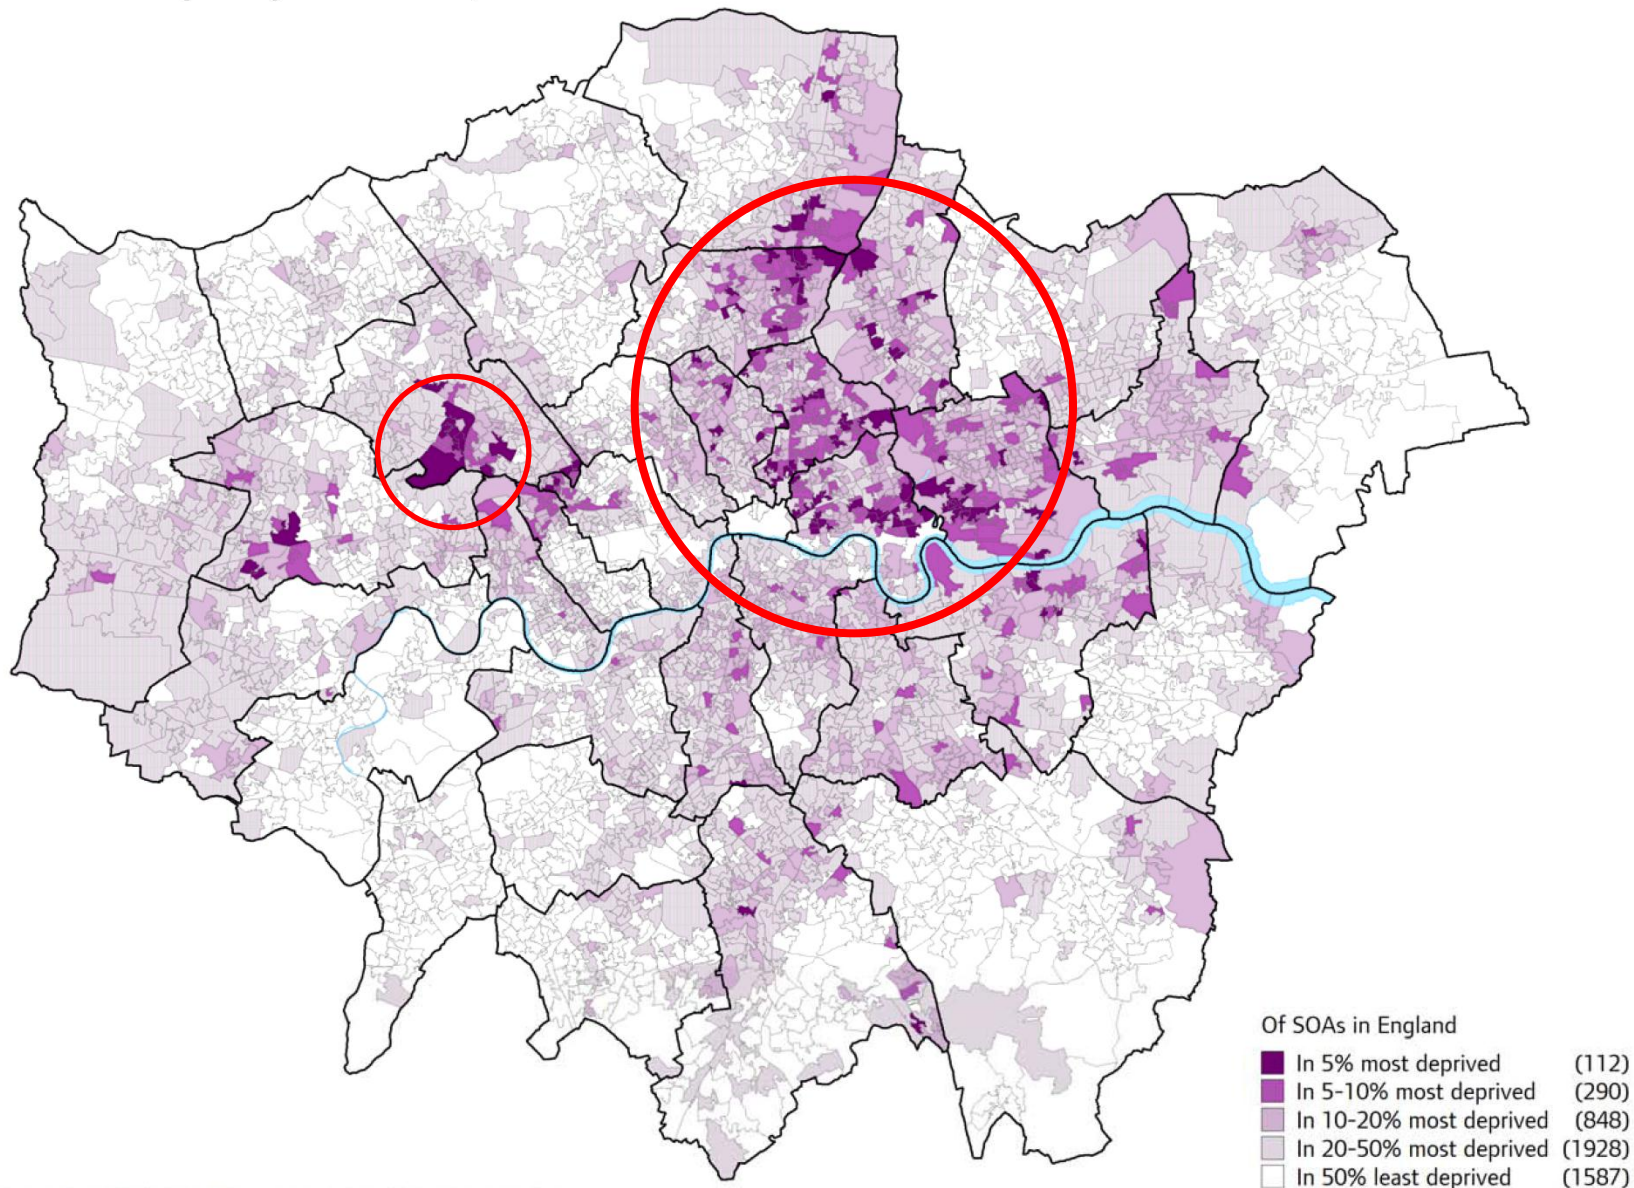 Of SOAs in England
In 5% most deprived (112)
In 5-10% most deprived (290)
In 10-20% most deprived (848)
In 20-50% most deprived (1928)
In 50% least deprived (1587)